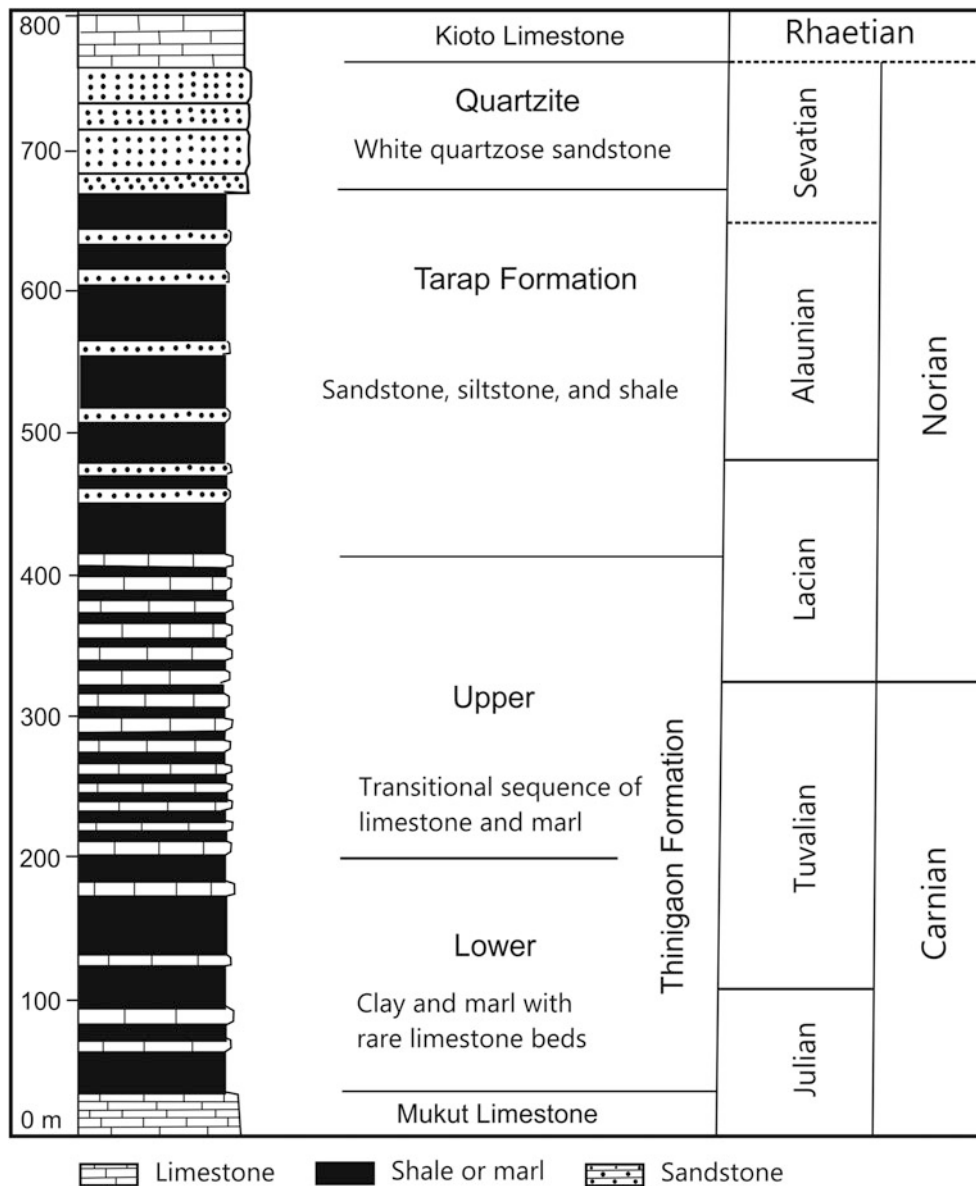 800
700
600
500
400
300
200
100
0 m
Kioto Limestone
Quartzite
White quartzose sandstone
Tarap Formation
Sandstone, siltstone, and shale
Upper
Transitional sequence of
limestone and marl
Lower
Clay and marl with
rare limestone beds
Mukut Limestone
Thinigaon Formation
Rhaetian
Sevatian
Alaunian
Lacian
Tuvalian
Julian
Norian
Carnian
Limestone
Shale or marl
Sandstone